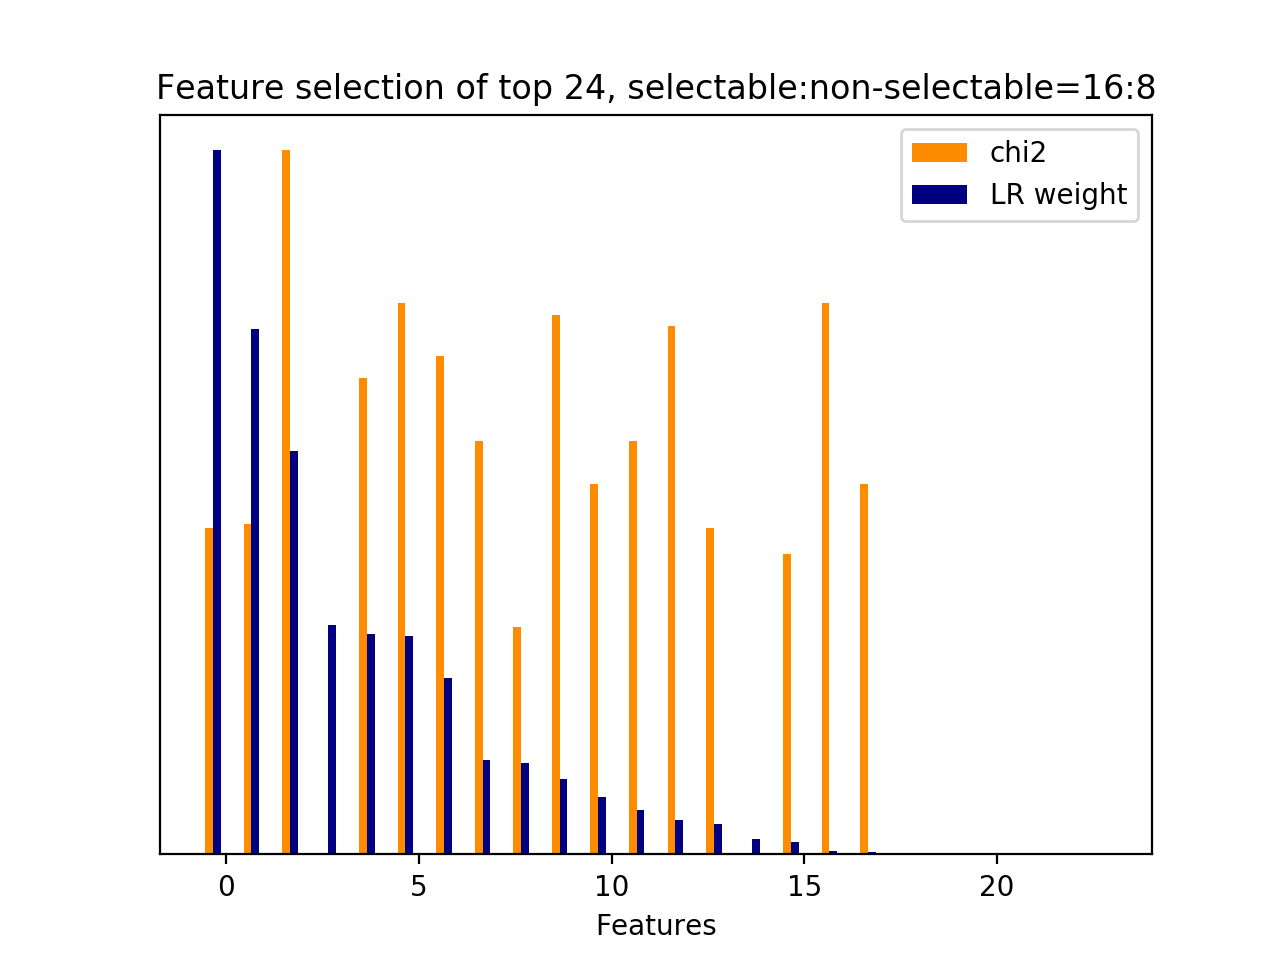 Feature selection of top 24, selectable:non-selectable=16:8
chi2
LR weight
0 5 10 15 20
Features